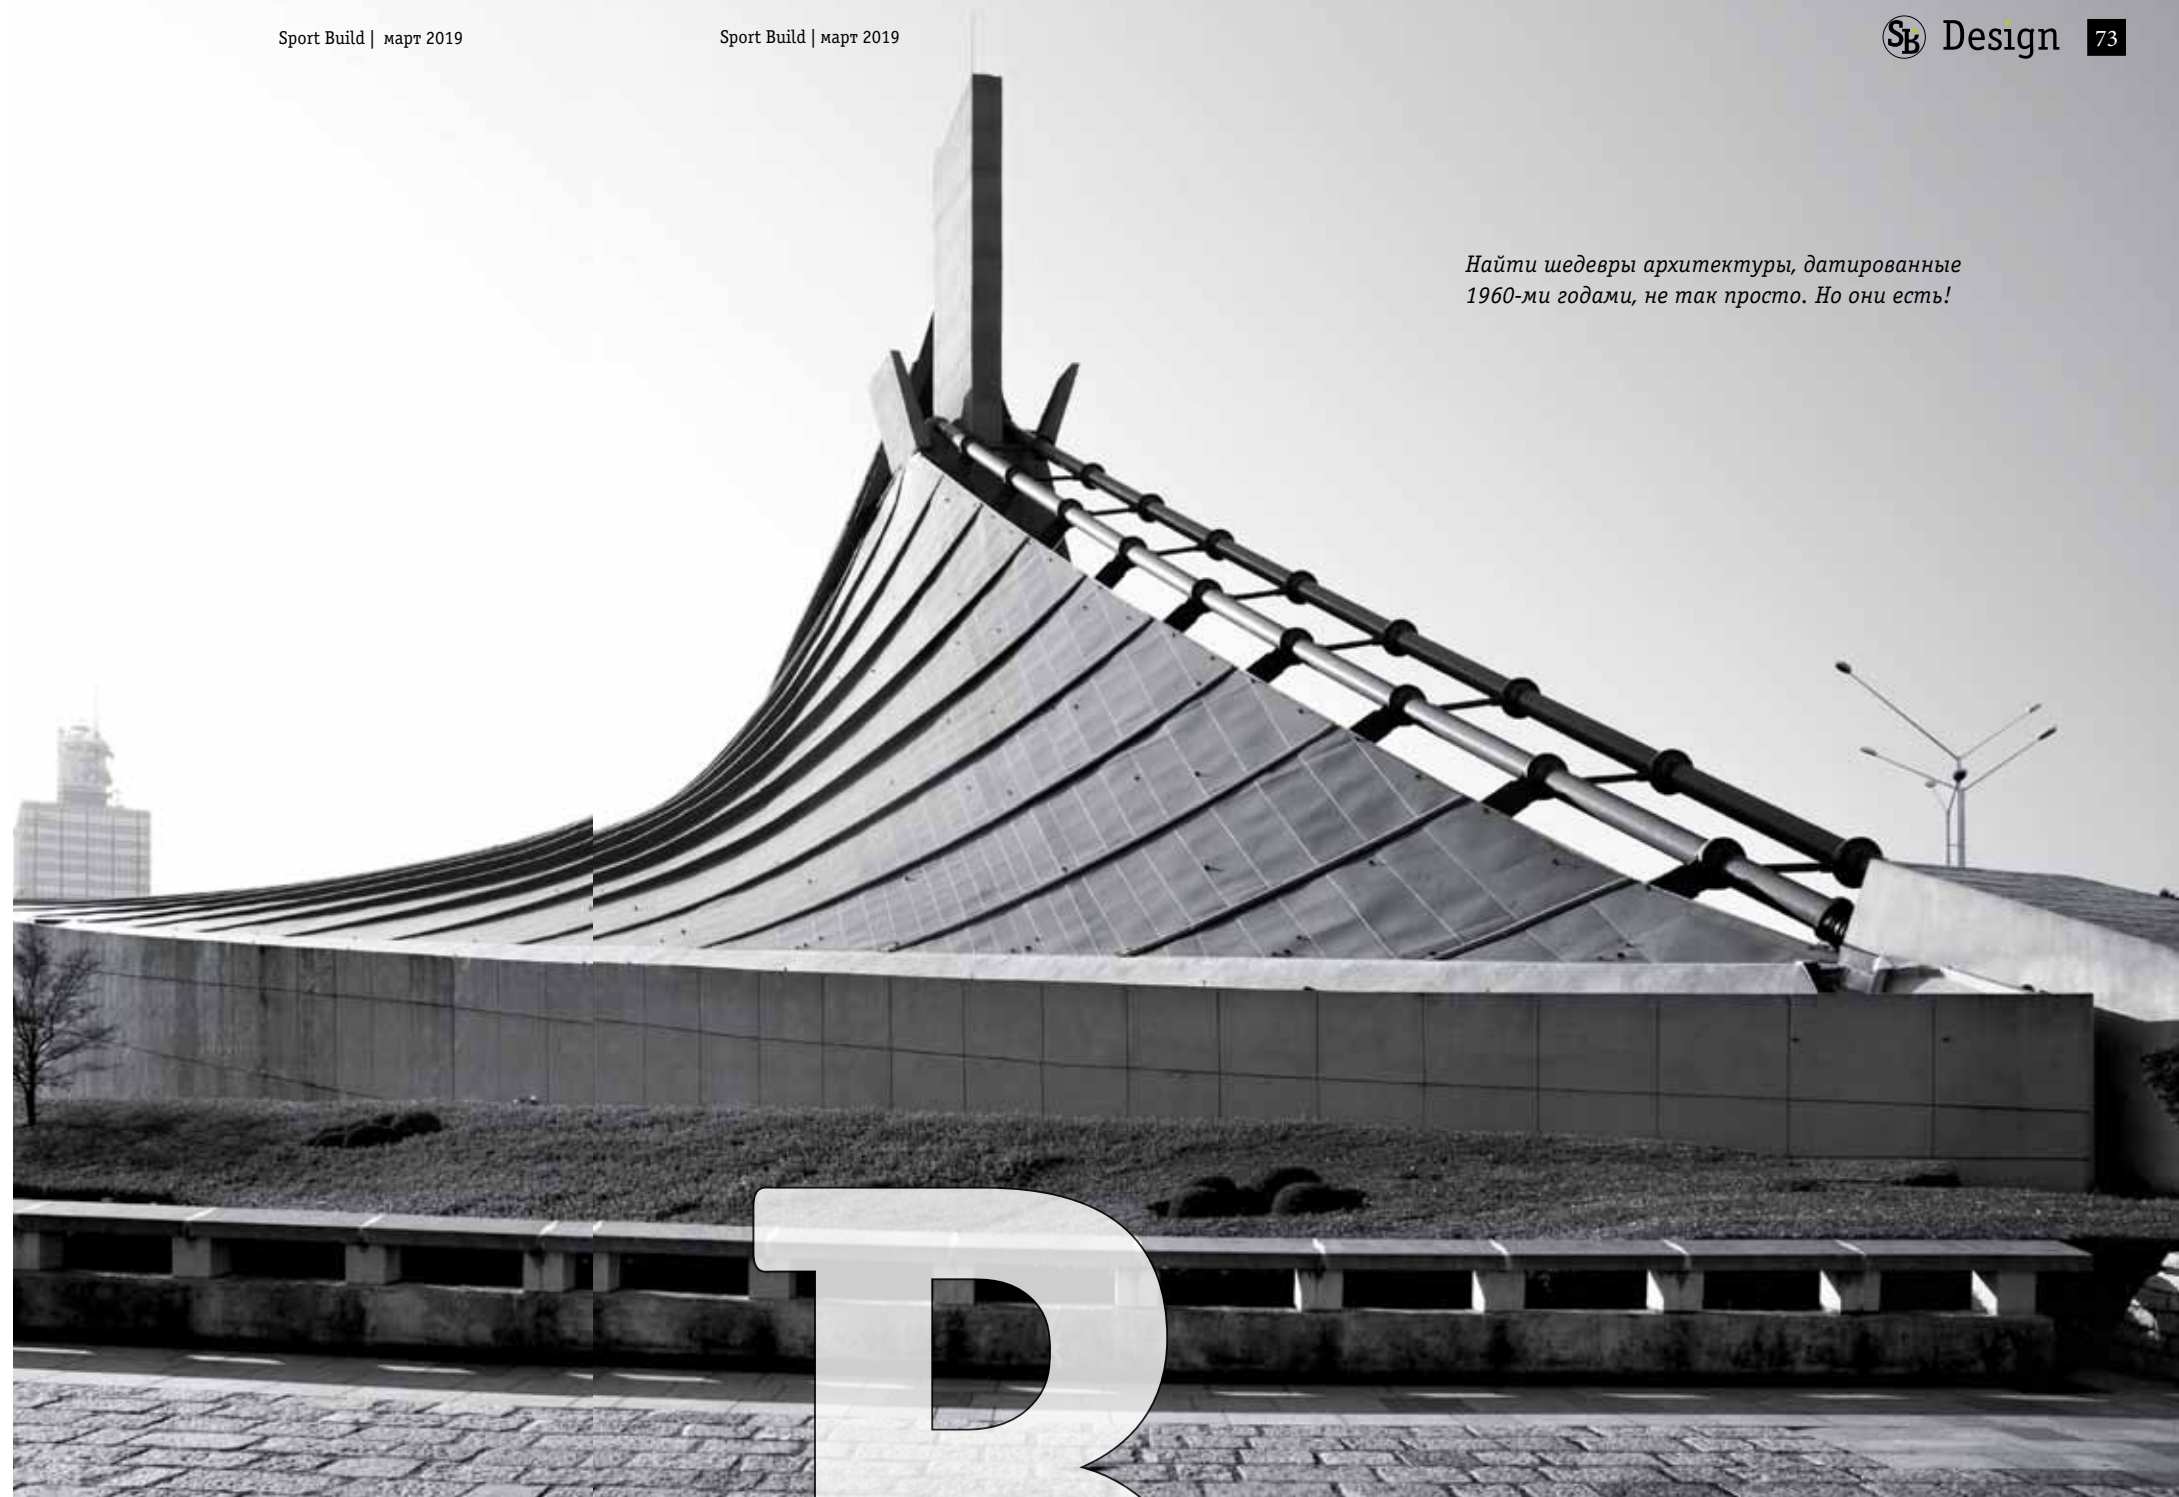 Sport Build | март 2019
Sport Build | март 2019
SB Design 73
Найти шедевры архитектуры, датированные
1960-ми годами, не так просто. Но они есть!
В